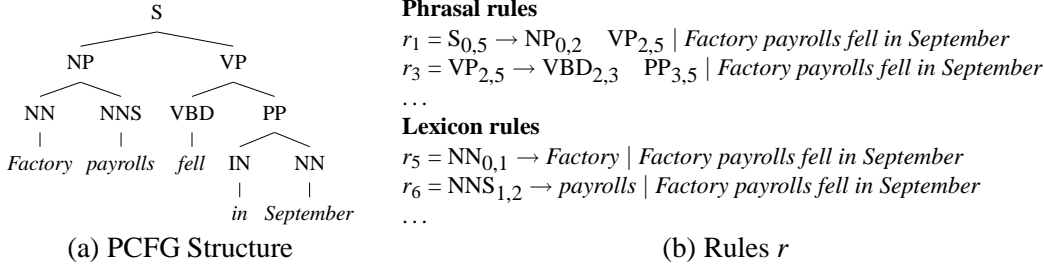 S
NP VP
NN NNS VBD PP
Factory payrolls fell IN NN
in September
(a) PCFG Structure
Phrasal rules
r1 = S0,5 → NP0,2 VP2,5 | Factory payrolls fell in September
r3 = VP2,5 → VBD2,3 PP3,5 | Factory payrolls fell in September
...
Lexicon rules
r5 = NN0,1 → Factory | Factory payrolls fell in September
r6 = NNS1,2 → payrolls | Factory payrolls fell in September
...
(b) Rules r